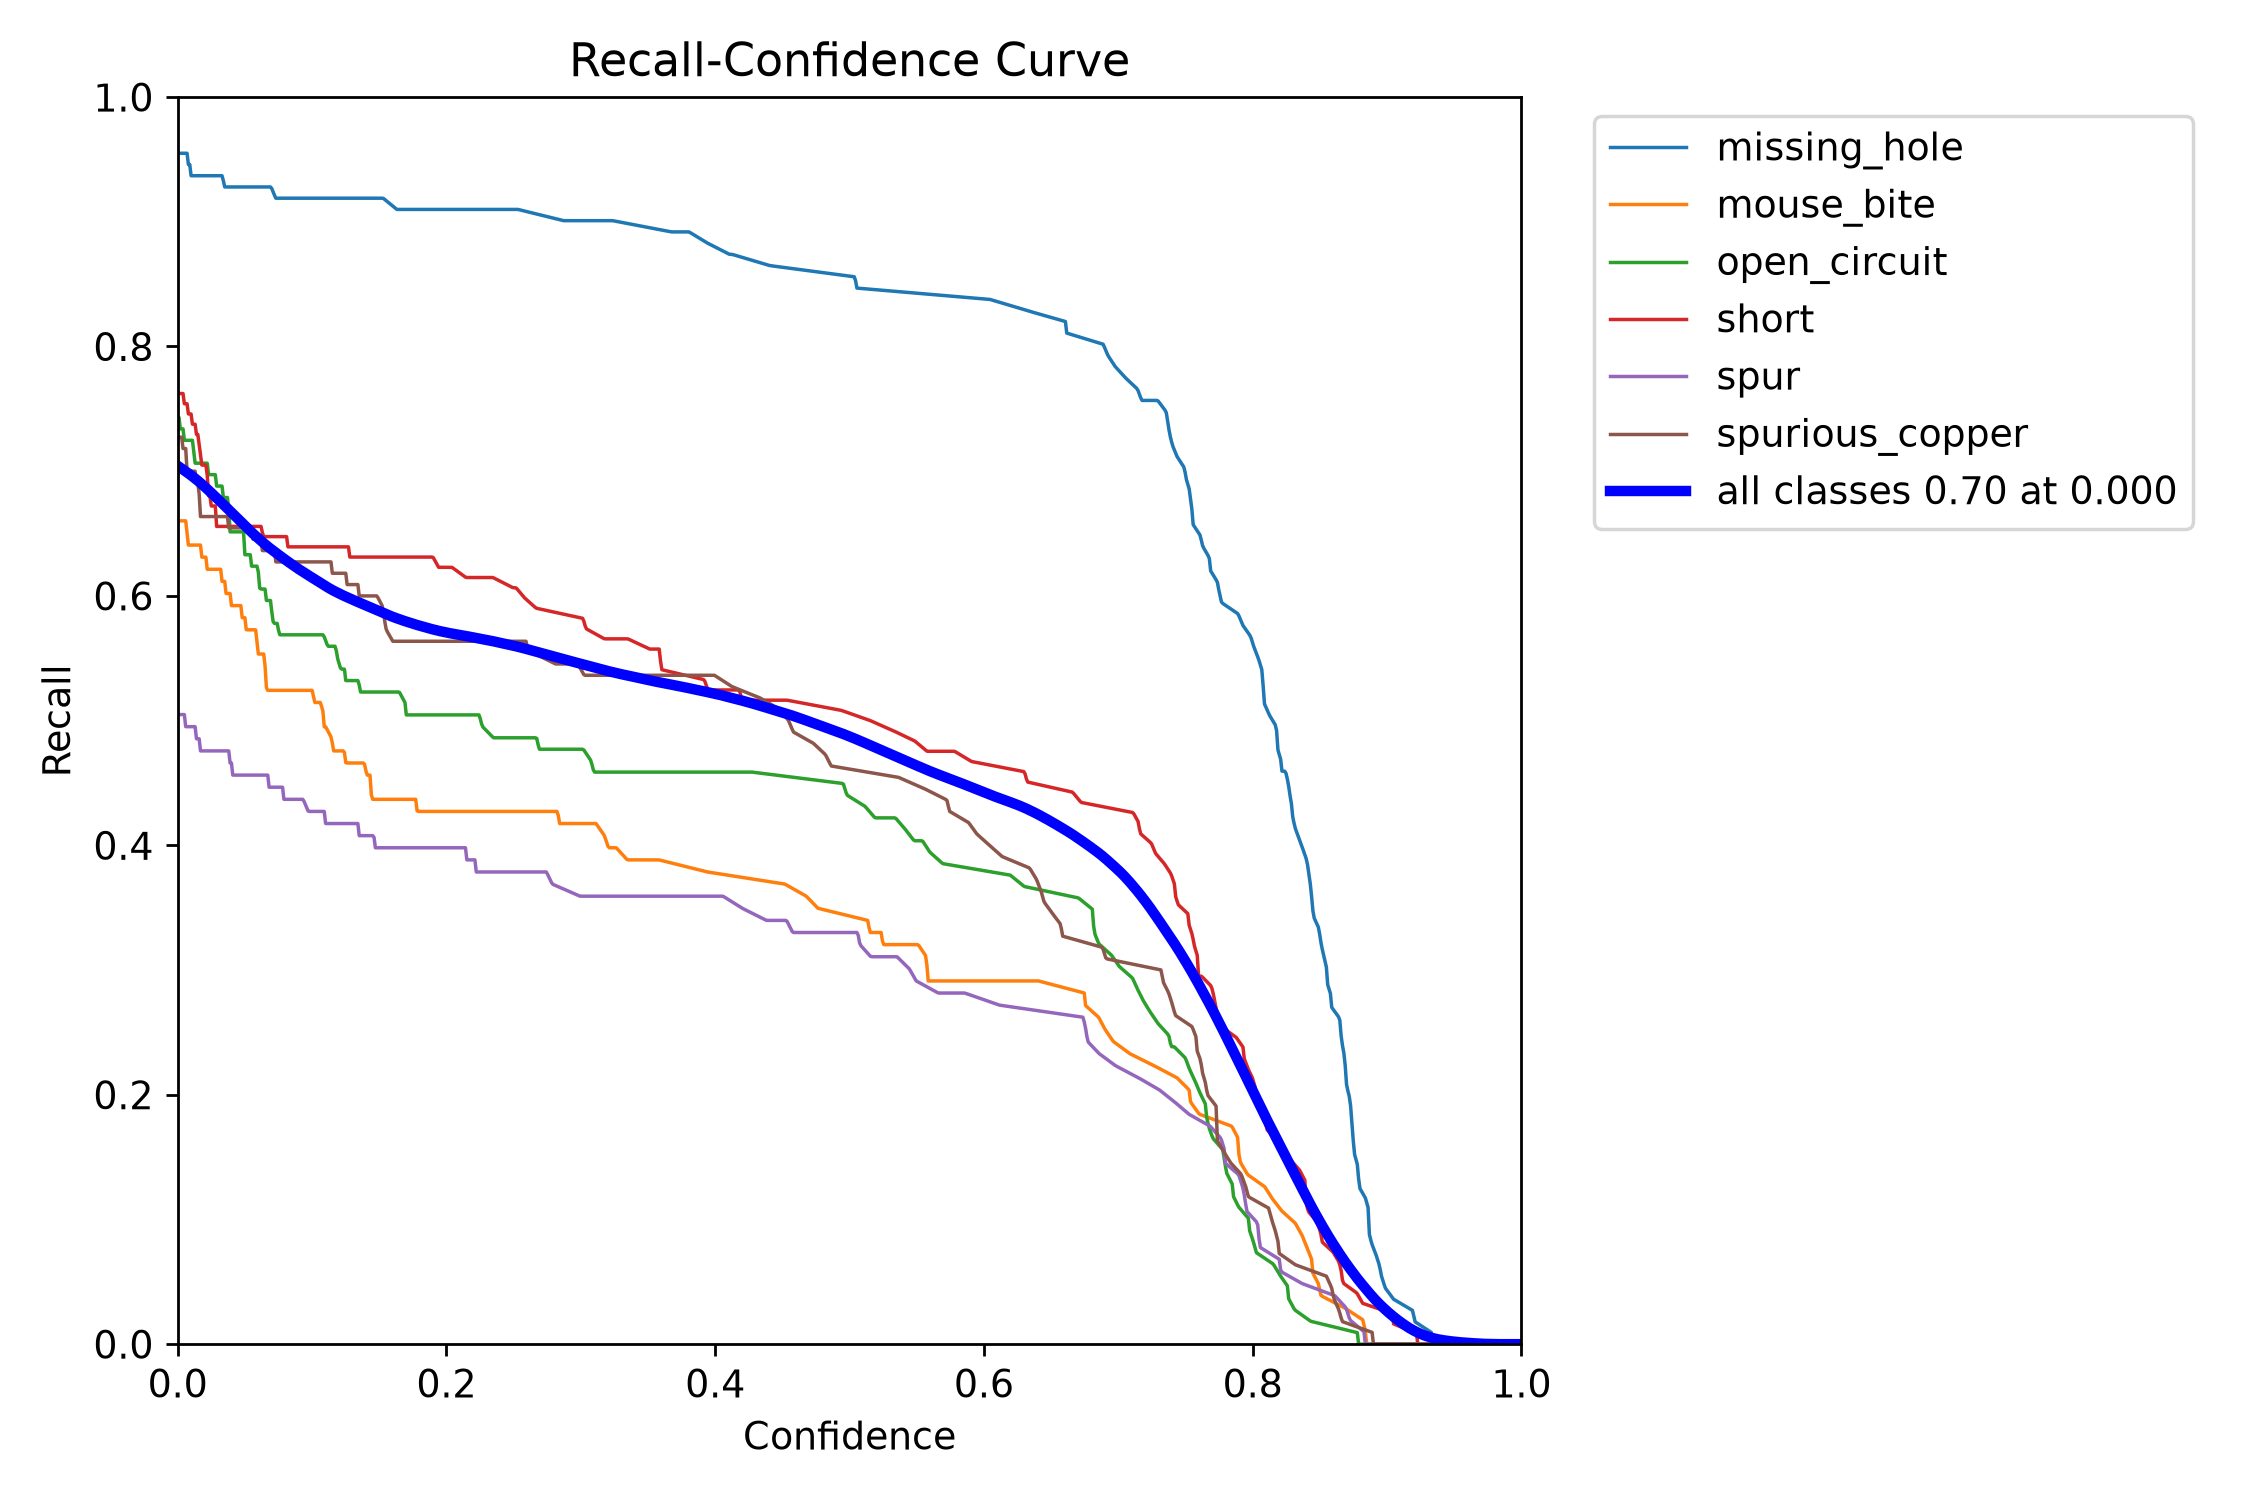 Recall-Confidence Curve
1.0
0.8
0.6
0.4
0.2
0.0
Recall
0.0 0.2 0.4 0.6 0.8 1.0
Confidence
missing_hole
mouse_bite
open_circuit
short
spur
spurious_copper
all classes 0.70 at 0.000